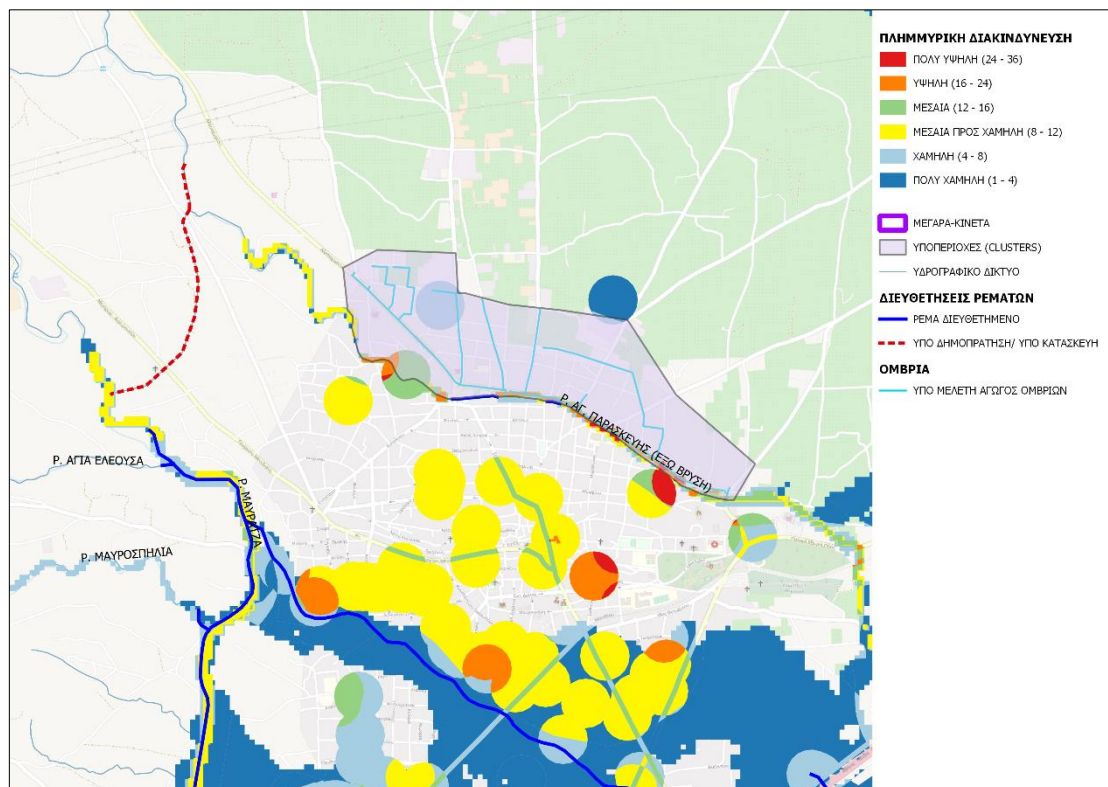 ΠΛΗΜΜΥΡΙΚΗ ΔΙΑΚΙΝΔΥΝΕΥΣΗ
ΠΟΛΥ ΥΨΗΛΗ (24 - 36)
ΥΨΗΛΗ (16 - 24)
ΜΕΣΑΙΑ (12 - 16)
ΜΕΣΑΙΑ ΠΡΟΣ ΧΑΜΗΛΗ (8 - 12)
ΧΑΜΗΛΗ (4 - 8)
ΠΟΛΥ ΧΑΜΗΛΗ (1 - 4)
ΜΕΓΑΡΑ-ΚΙΝΕΤΑ
ΥΠΟΠΕΡΙΟΧΕΣ (CLUSTERS)
ΥΔΡΟΓΡΑΦΙΚΟ ΔΙΚΤΥΟ
ΔΙΕΥΘΕΤΗΣΕΙΣ ΡΕΜΑΤΩΝ
ΡΕΜΑ ΔΙΕΥΘΕΤΗΜΕΝΟ
ΥΠΟ ΔΗΜΟΠΡΑΤΗΣΗ/ ΥΠΟ ΚΑΤΑΣΚΕΥΗ
ΟΜΒΡΙΑ
ΥΠΟ ΜΕΛΕΤΗ ΑΓΩΓΟΣ ΟΜΒΡΙΩΝ
Ρ. ΑΓ. ΠΑΡΑΣΚΕΥΗΣ (ΕΞΩ ΒΡΥΣΗ)
Ρ. ΑΓΙΑ ΕΛΕΟΥΣΑ
Ρ. ΜΑΥΡΑΤΖΑ
Ρ. ΜΑΥΡΟΣΠΗΛΙΑ